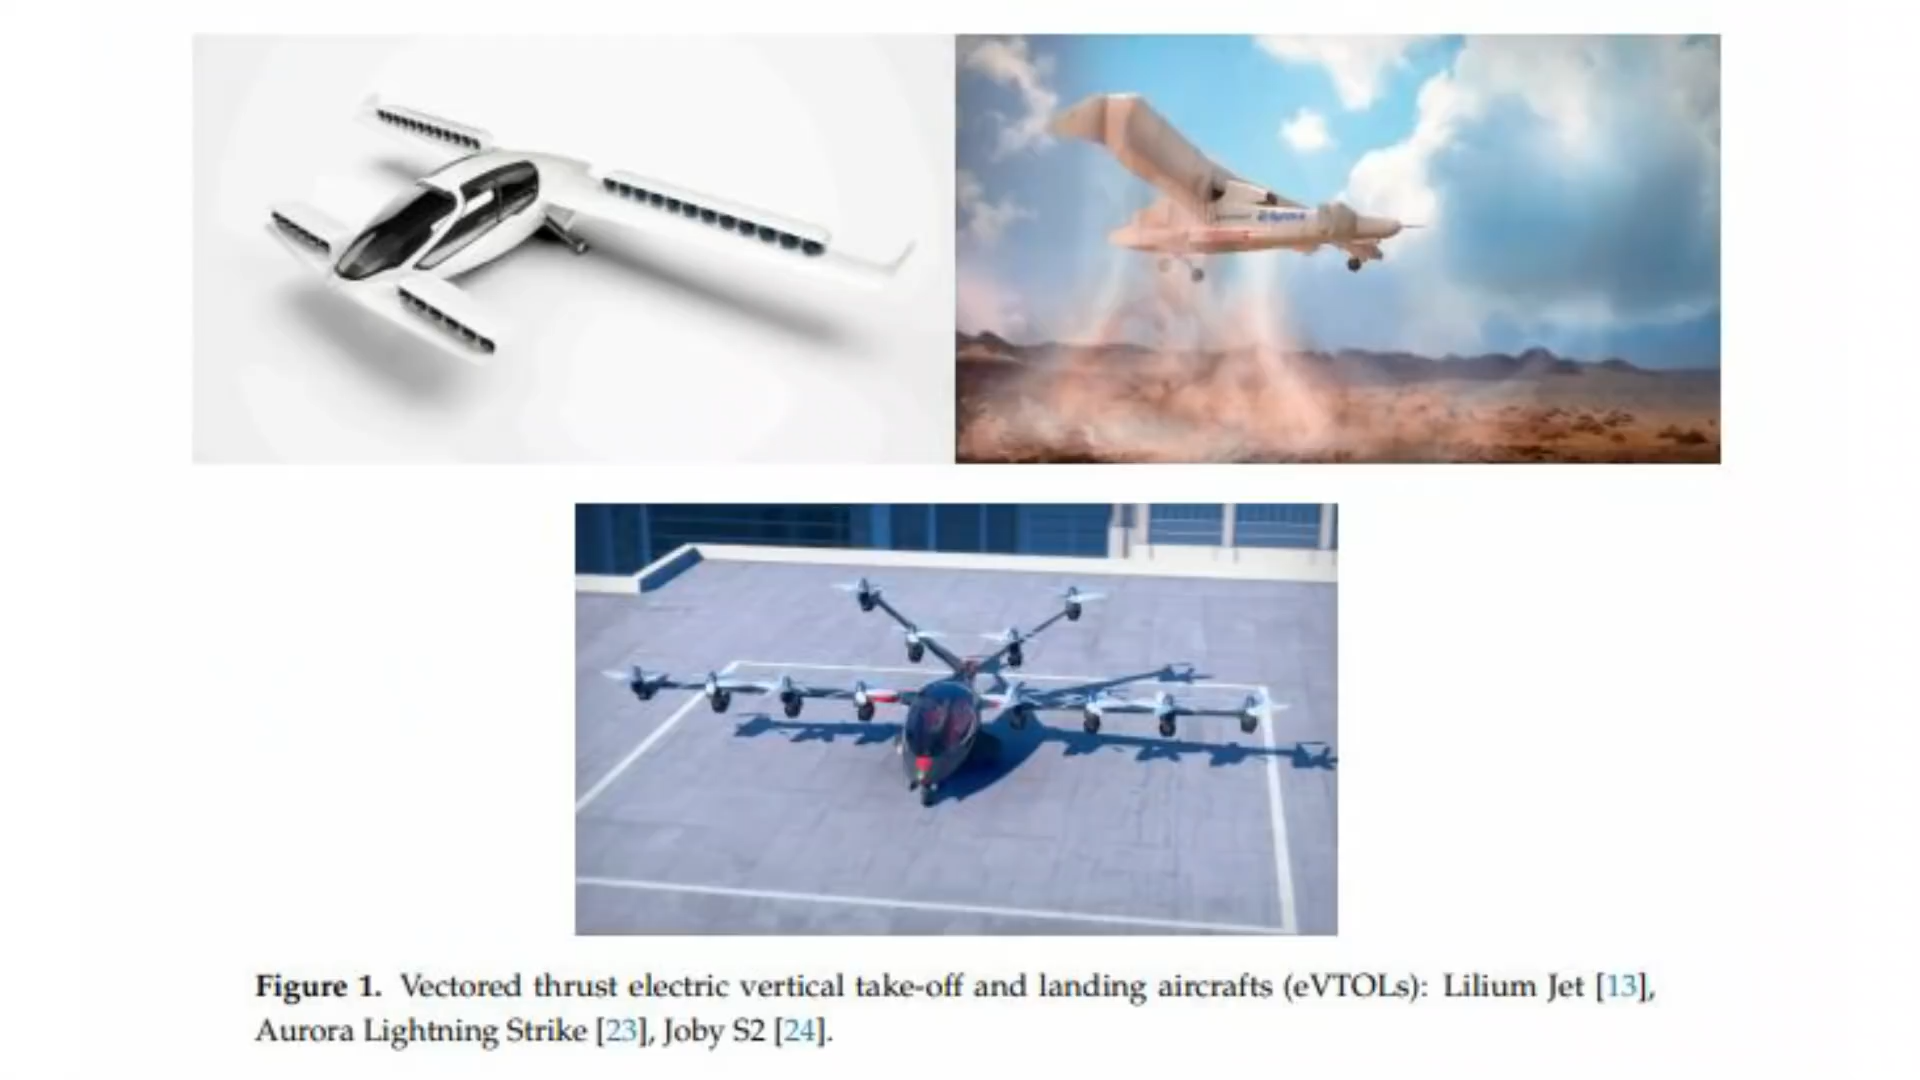 Figure 1. Vectored thrust electric vertical take-off and landing aircrafts (eVTOLs): Lilium Jet [13],
Aurora Lightning Strike [23], Joby S2 [24].